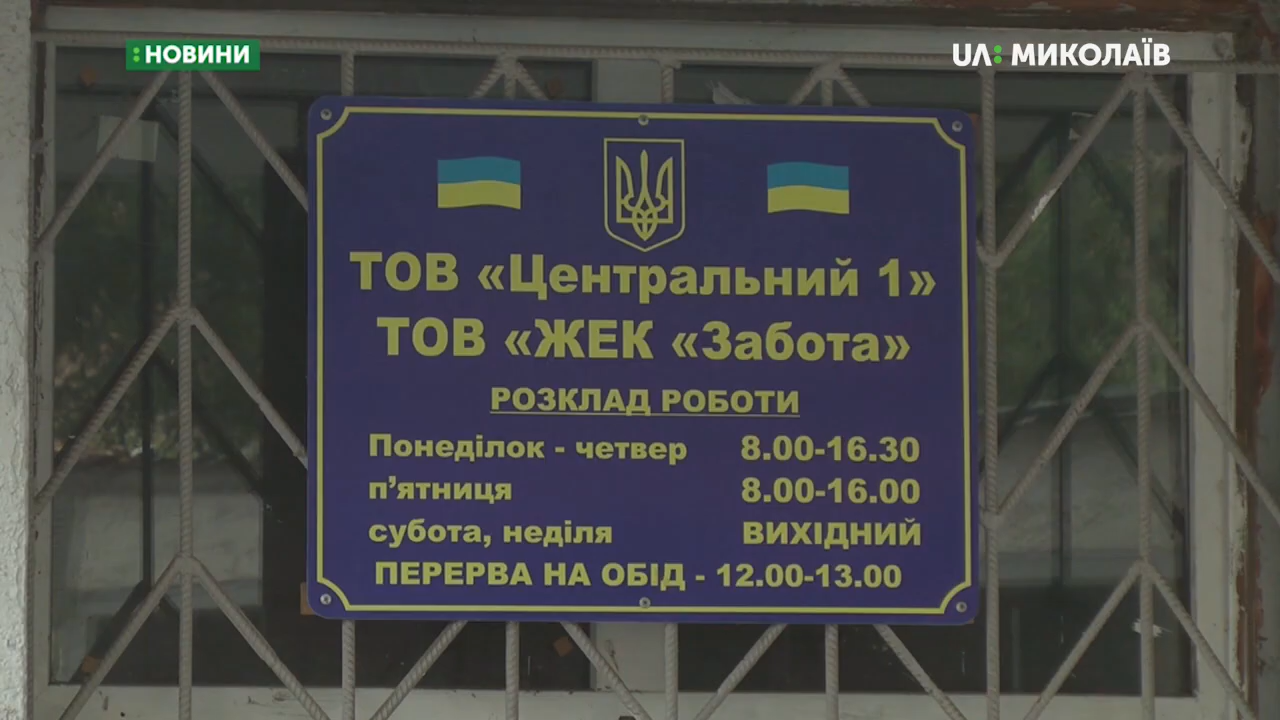 :НОВИНИ
UA: МИКОЛАЇВ
ТОВ «Центральний 1»
ТОВ «ЖЕК «Забота»
РОЗКЛАД РОБОТИ
Понеділок - четвер 8.00-16.30
п’ятниця 8.00-16.00
субота, неділя ВИХІДНИЙ
ПЕРЕРВА НА ОБІД - 12.00-13.00